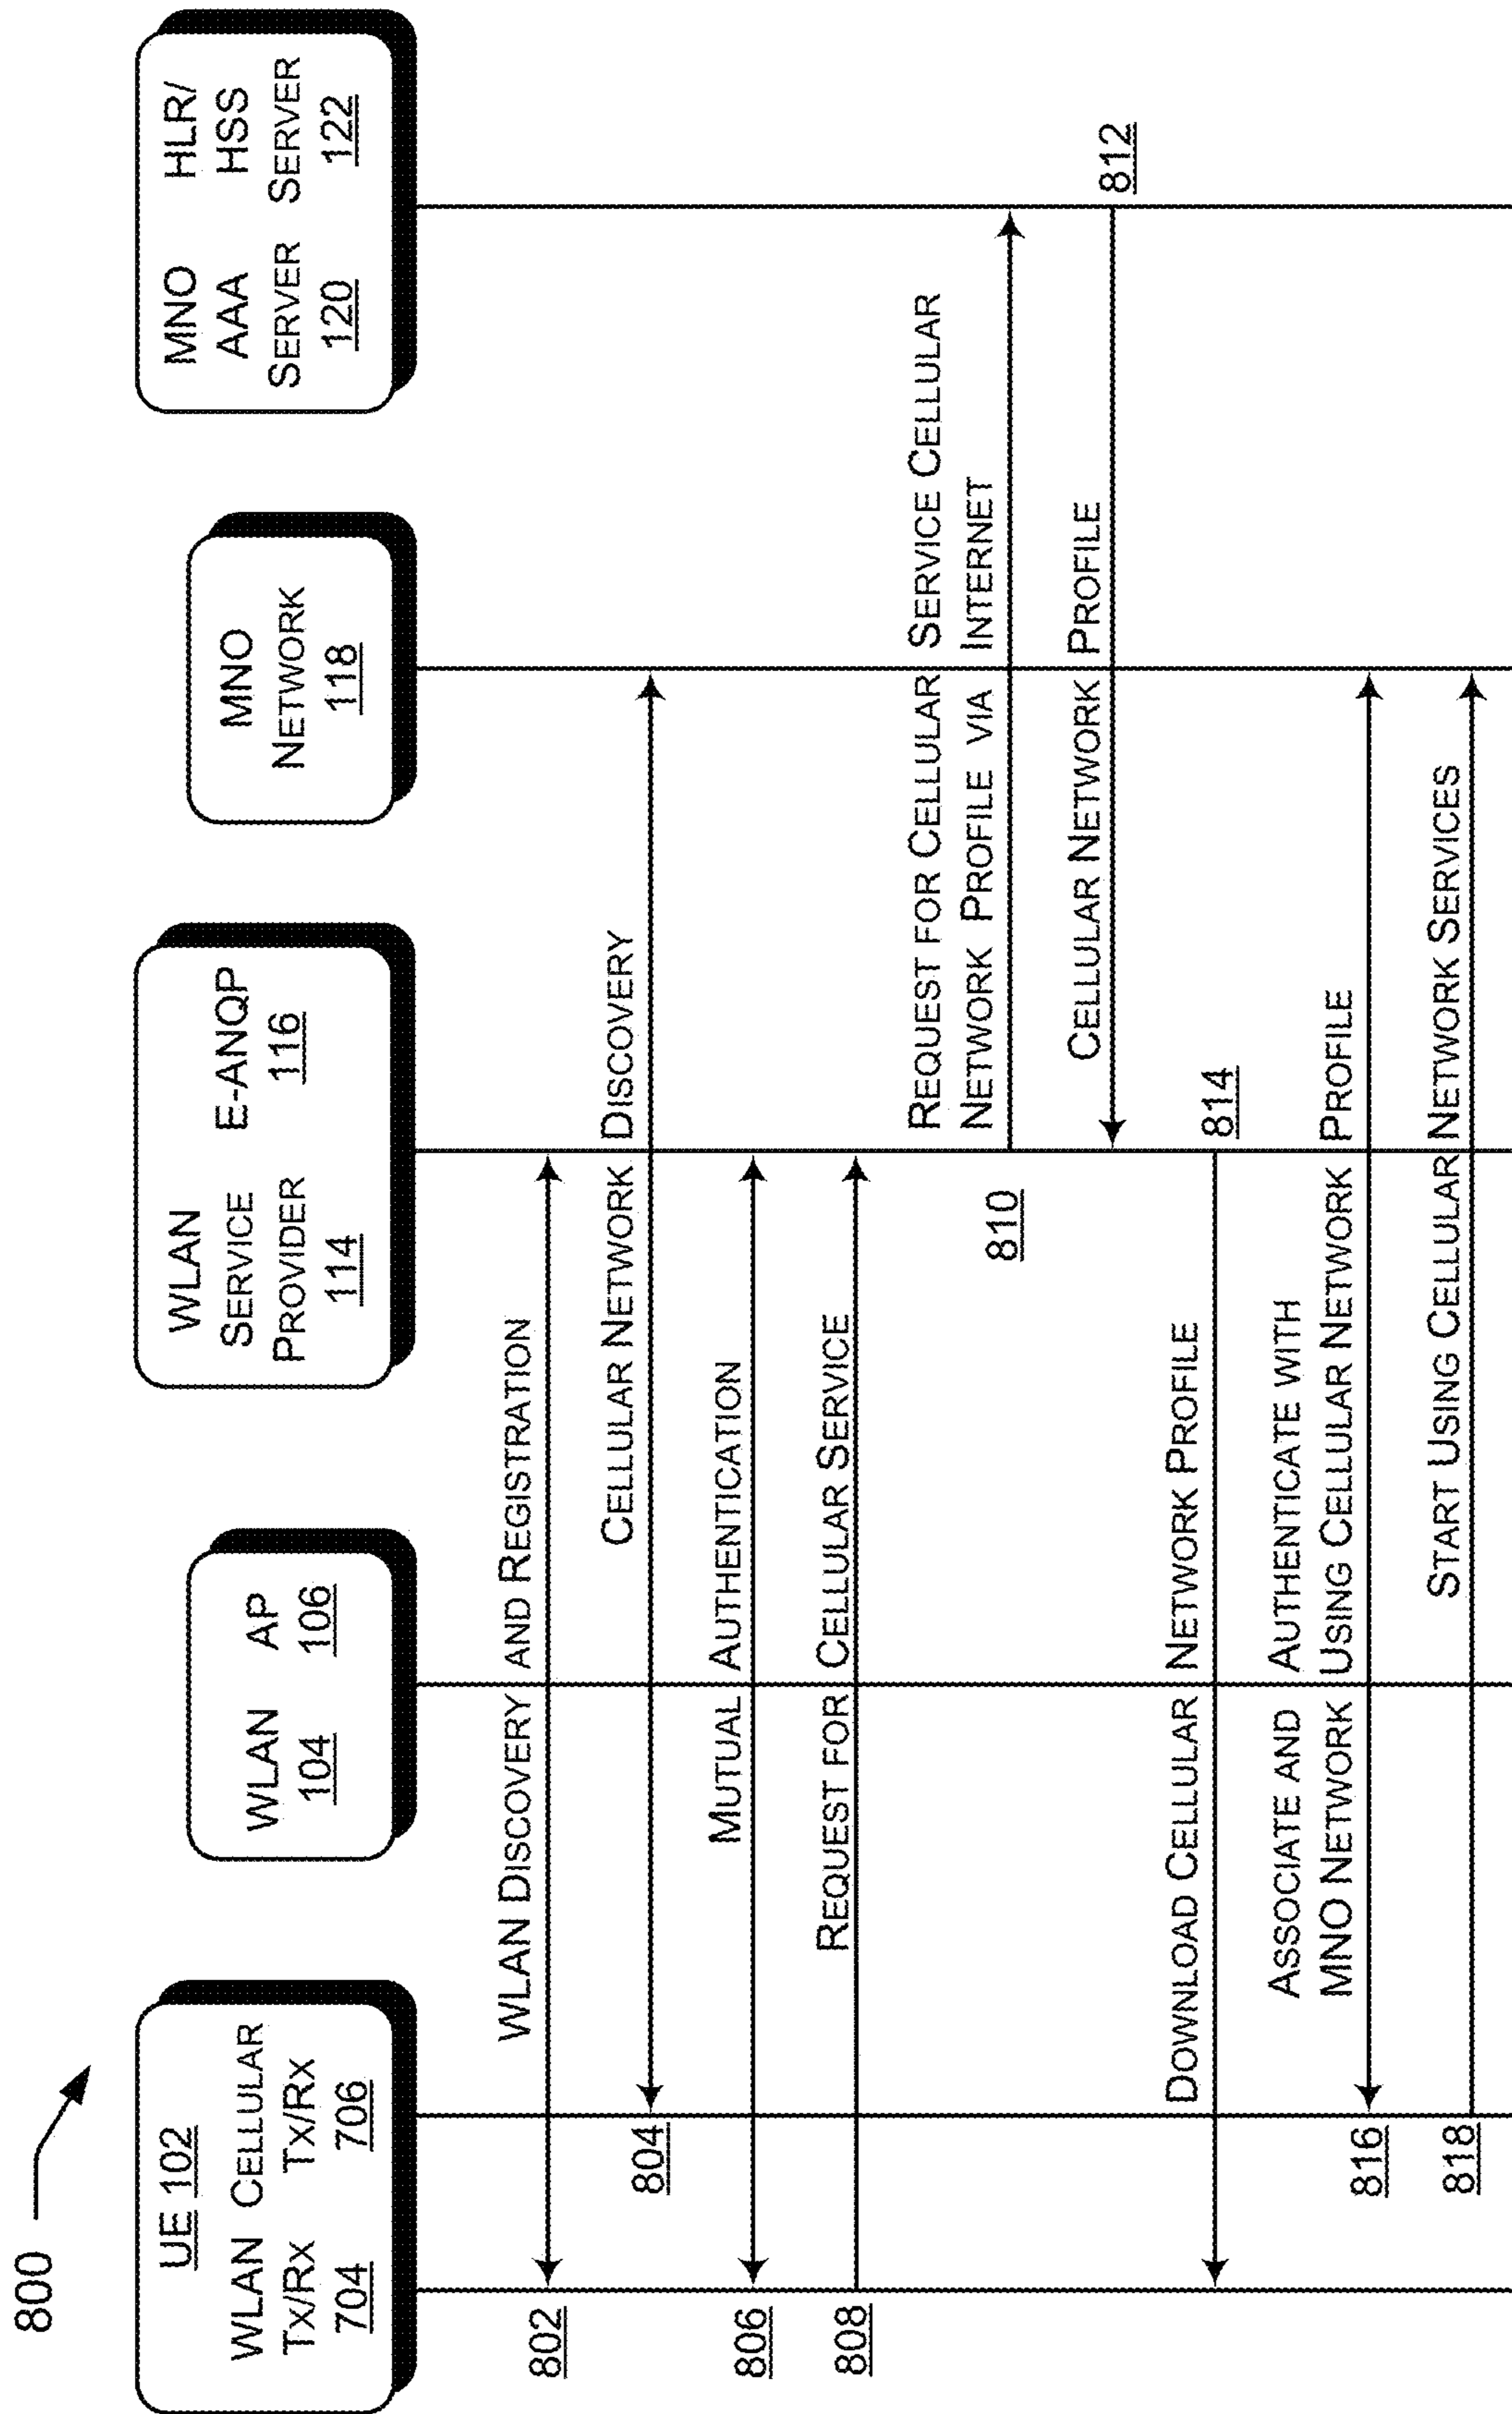 800
UE 102
WLAN CELLULAR
TX/RX TX/RX
704 706
WLAN AP
104 106
WLAN
SERVICE E-ANQP
PROVIDER 116
114
MNO
NETWORK
118
MNO HLR/
AAA HSS
SERVER SERVER
120 122
802
WLAN DISCOVERY AND REGISTRATION
804
CELLULAR NETWORK DISCOVERY
806
MUTUAL AUTHENTICATION
808
REQUEST FOR CELLULAR SERVICE
810
REQUEST FOR CELLULAR SERVICE CELLULAR
NETWORK PROFILE VIA INTERNET
CELLULAR NETWORK PROFILE
812
DOWNLOAD CELLULAR NETWORK PROFILE
814
ASSOCIATE AND AUTHENTICATE WITH
MNO NETWORK USING CELLULAR NETWORK PROFILE
816
START USING CELLULAR NETWORK SERVICES
818